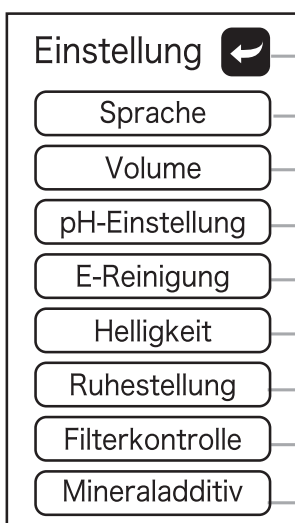 Einstellung
Sprache
Volume
pH-Einstellung
E-Reinigung
Helligkeit
Ruhestellung
Filterkontrolle
Mineraladditiv